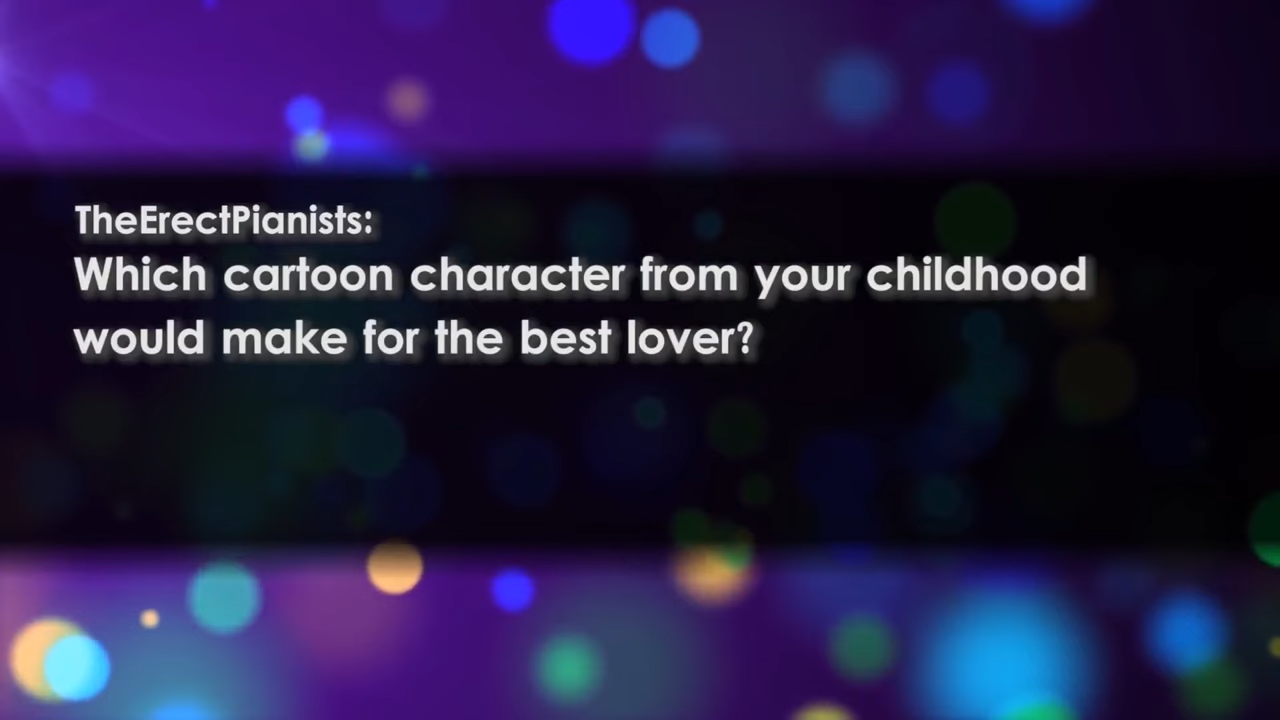 TheErectPianists:
Which cartoon character from your childhood
would make for the best lover?